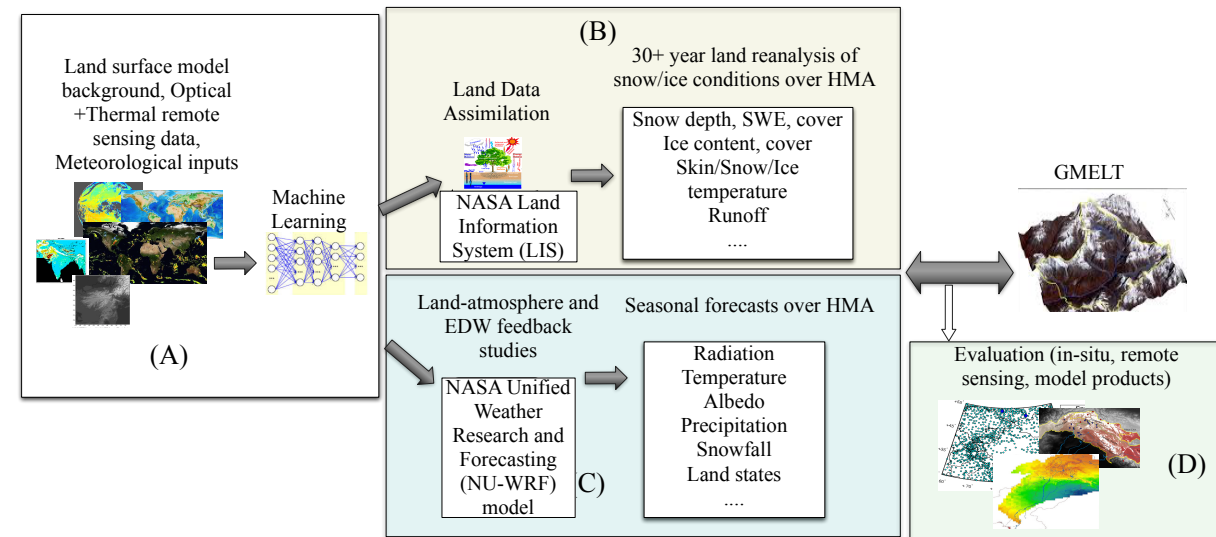 Land surface model
background, Optical
+Thermal remote
sensing data,
Meteorological inputs
Machine
Learning
(A)
(B)
Land Data
Assimilation
NASA Land
Information
System (LIS)
30+ year land reanalysis of
snow/ice conditions over HMA
Snow depth, SWE, cover
Ice content, cover
Skin/Snow/Ice
temperature
Runoff
....
Land-atmosphere and
EDW feedback
studies
NASA Unified
Weather
Research and
Forecasting
(NU-WRF)
model
(C)
Seasonal forecasts over HMA
Radiation
Temperature
Albedo
Precipitation
Snowfall
Land states
....
GMELT
Evaluation (in-situ, remote
sensing, model products)
(D)